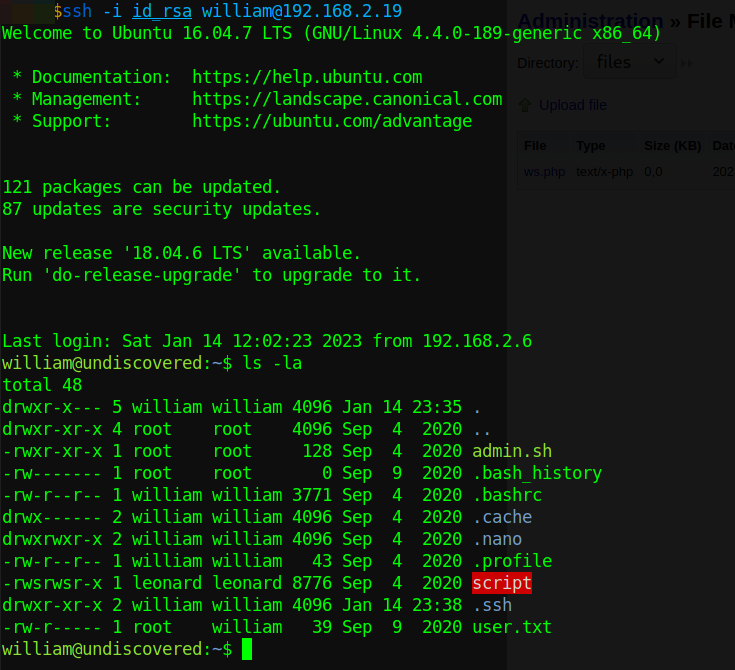 $ssh -i id_rsa william@192.168.2.19
Welcome to Ubuntu 16.04.7 LTS (GNU/Linux 4.4.0-189-generic x86_64)
* Documentation:  https://help.ubuntu.com
* Management:     https://landscape.canonical.com
* Support:        https://ubuntu.com/advantage
121 packages can be updated.
87 updates are security updates.
New release '18.04.6 LTS' available.
Run 'do-release-upgrade' to upgrade to it.
Last login: Sat Jan 14 12:02:23 2023 from 192.168.2.6
william@undiscovered:~$ ls -la
total 48
drwxr-x--- 5 william william 4096 Jan 14 23:35 .
drwxr-xr-x 4 root    root    4096 Sep  4  2020 ..
-rwxr-xr-x 1 root    root     128 Sep  4  2020 admin.sh
-rw------- 1 root    root       0 Sep  9  2020 .bash_history
-rw-r--r-- 1 william william 3771 Sep  4  2020 .bashrc
drwx------ 2 william william 4096 Sep  4  2020 .cache
drwxrwxr-x 2 william william 4096 Sep  4  2020 .nano
-rw-r--r-- 1 william william   43 Sep  4  2020 .profile
-rwsrwsr-x 1 leonard leonard 8776 Sep  4  2020 script
drwxr-xr-x 2 william william 4096 Jan 14 23:38 .ssh
-rw-r----- 1 root    william   39 Sep  9  2020 user.txt
william@undiscovered:~$
Administration » File
Directory: files
Upload file
File Type Size (KB)
ws.php text/x-php 0.0